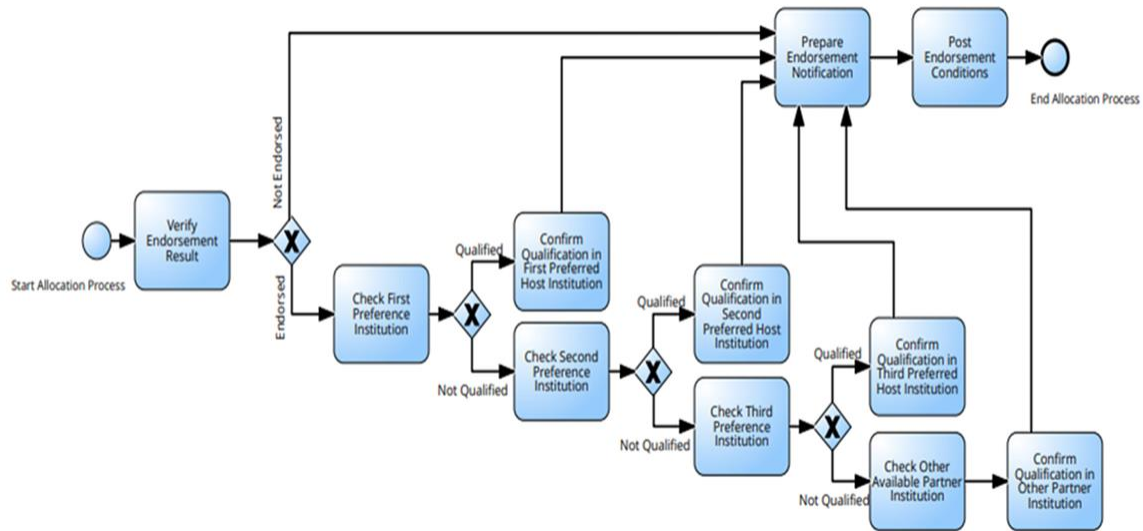 Prepare
Endorsement
Notification
Post
Endorsement
Conditions
End Allocation Process
Not Endorsed
Verify
Endorsement
Result
Start Allocation Process
Endorsed
Check First
Preference
Institution
Qualified
Confirm
Qualification in
First Preferred
Host Institution
Not Qualified
Check Second
Preference
Institution
Qualified
Confirm
Qualification in
Second
Preferred Host
Institution
Not Qualified
Check Third
Preference
Institution
Qualified
Confirm
Qualification in
Third Preferred
Host Institution
Not Qualified
Check Other
Available Partner
Institution
Confirm
Qualification in
Other Partner
Institution